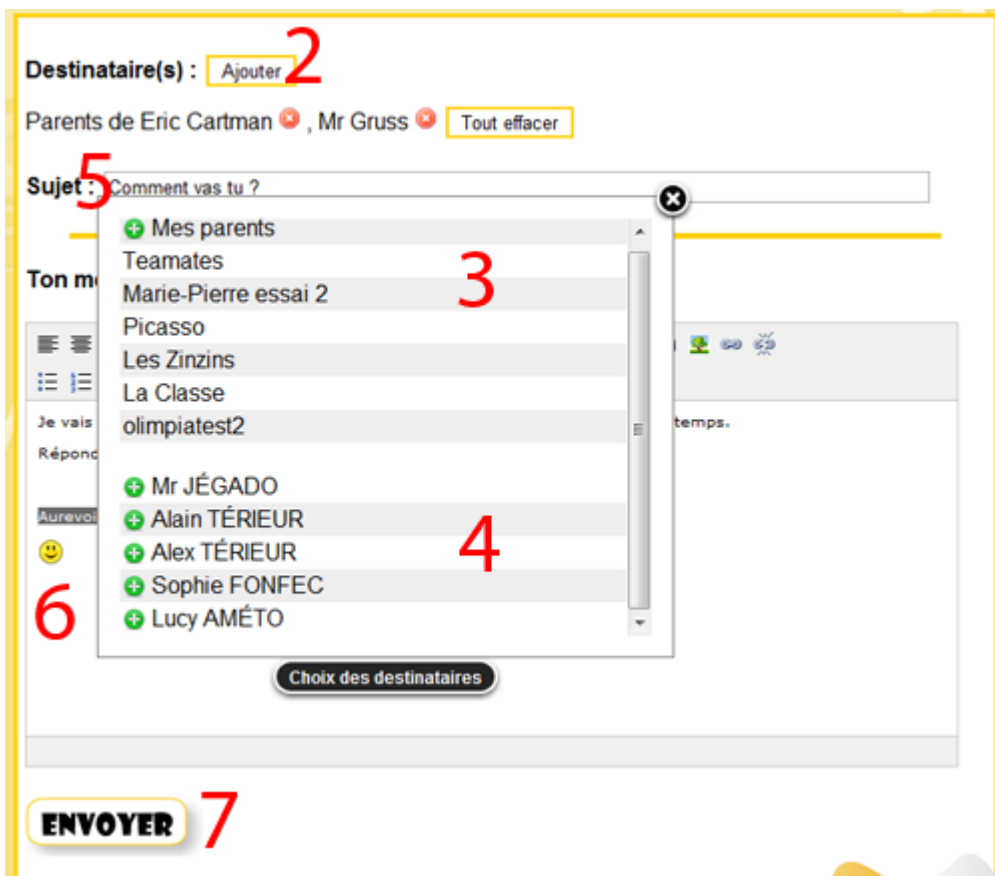 Destinataire(s) : Ajouter 2
Parents de Eric Cartman , Mr Gruss Tout effacer
5
Sujet : Comment vas tu ?
Mes parents
Teamates
3
Ton m
Marie-Pierre essai 2
Picasso
Les Zinzins
La Classe
Je vais temps.
olimpiatest2
Répond
Mr JÉGADO
Aurevoi
Alain TÉRIEUR
4
Alex TÉRIEUR
Sophie FONFEC
6
Lucy AMÉTO
Choix des destinataires
ENVOYER 7